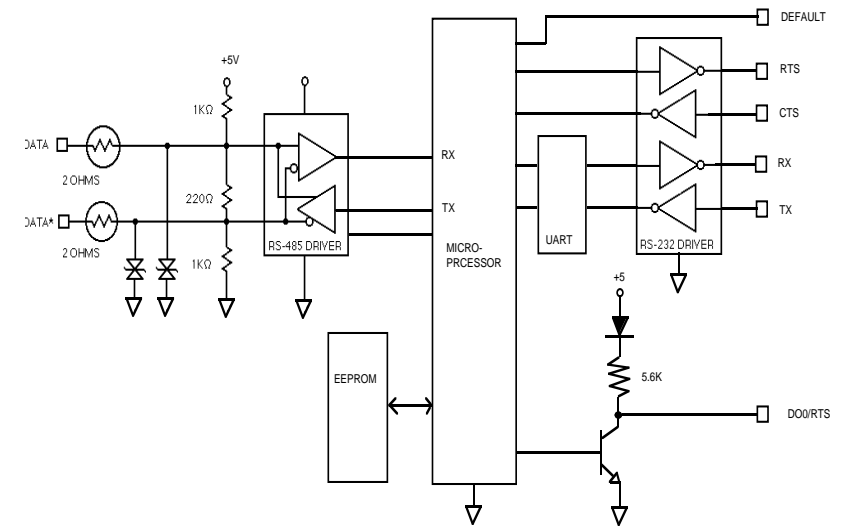 DEFAULT
+5V
RTS
1KΩ
CTS
DATA
RX
RX
2 OHMS
220Ω
TX
TX
DATA*
UART
RS-485 DRIVER
MICRO-
PRCESSOR
RS-232 DRIVER
2 OHMS
1KΩ
+5
EEPROM
5.6K
DO0/RTS